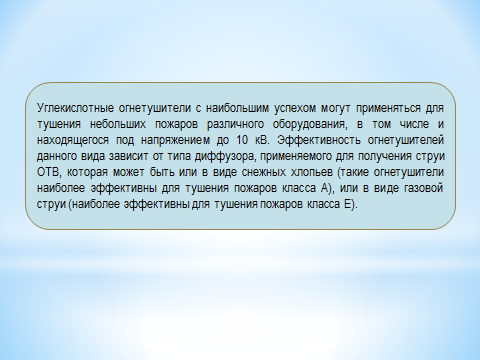 Углекислотные огнетушители с наибольшим успехом могут применяться для
тушения небольших пожаров различного оборудования, в том числе и
находящегося под напряжением до 10 кВ. Эффективность огнетушителей
данного вида зависит от типа диффузора, применяемого для получения струи
ОТВ, которая может быть или в виде снежных хлопьев (такие огнетушители
наиболее эффективны для тушения пожаров класса А), или в виде газовой
струи (наиболее эффективны для тушения пожаров класса Е).